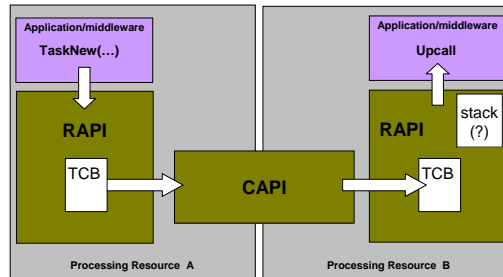 Application/middleware
TaskNew(…)
RAPI
TCB
Processing Resource A
CAPI
Application/middleware
Upcall
stack
(?)
RAPI
TCB
Processing Resource B